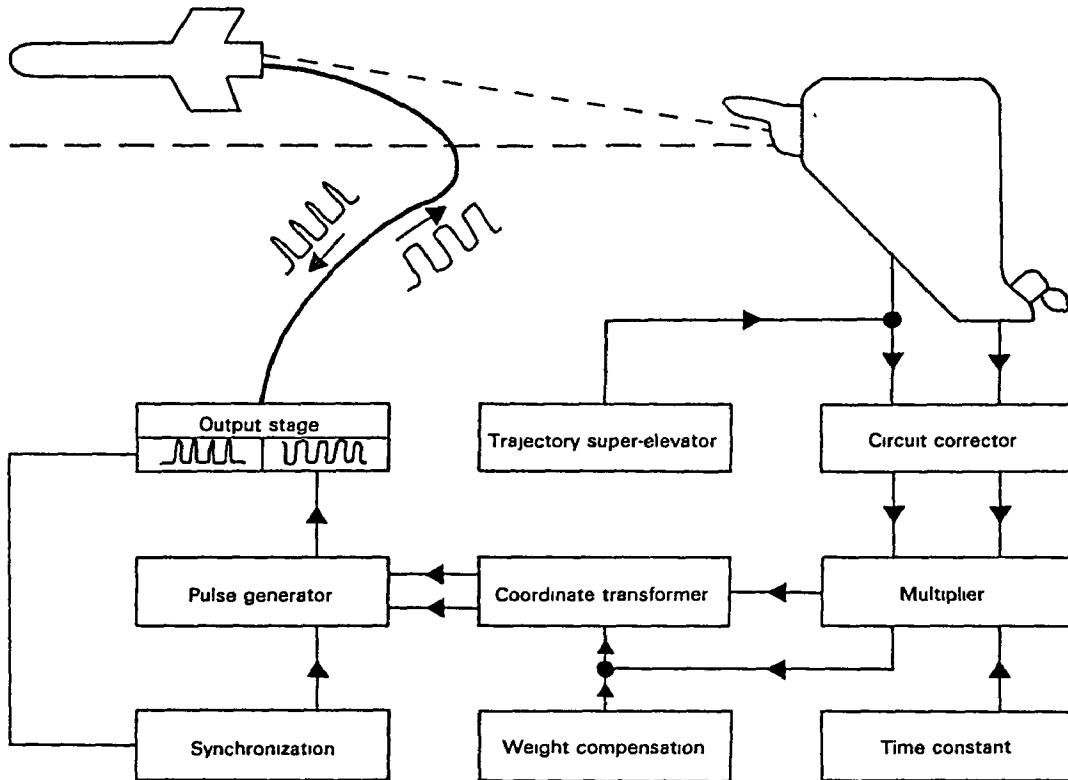 Output stage
Trajectory super-elevator
Circuit corrector
Pulse generator
Coordinate transformer
Multiplier
Synchronization
Weight compensation
Time constant